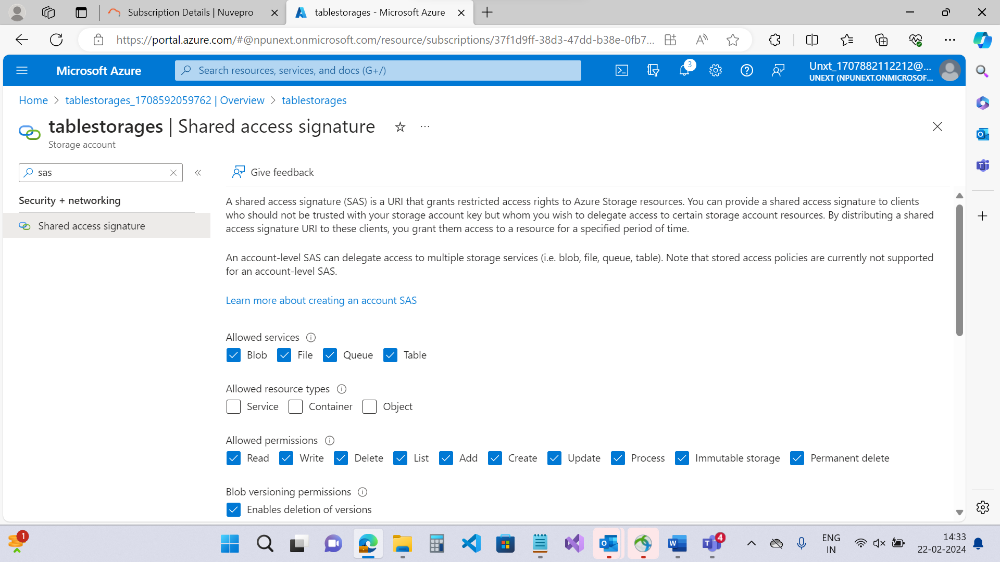 Subscription Details | Nuvepro
tablestorages - Microsoft Azure
https://portal.azure.com/#@npunext.onmicrosoft.com/resource/subscriptions/37f1d9ff-38d3-47dd-b38e-0fb7...
Microsoft Azure
Search resources, services, and docs (G+/)
3
Unxt_1707882112212@...
UNEXT (NPUNEXT.ONMICROSOF...
Home > tablestorages_1708592059762 | Overview > tablestorages
tablestorages | Shared access signature
Storage account
sas
Security + networking
Shared access signature
Give feedback
A shared access signature (SAS) is a URI that grants restricted access rights to Azure Storage resources. You can provide a shared access signature to clients
who should not be trusted with your storage account key but whom you wish to delegate access to certain storage account resources. By distributing a shared
access signature URI to these clients, you grant them access to a resource for a specified period of time.
An account-level SAS can delegate access to multiple storage services (i.e. blob, file, queue, table). Note that stored access policies are currently not supported
for an account-level SAS.
Learn more about creating an account SAS
Allowed services
Blob File Queue Table
Allowed resource types
Service Container Object
Allowed permissions
Read Write Delete List Add Create Update Process Immutable storage Permanent delete
Blob versioning permissions
Enables deletion of versions
1
4
ENG
IN
14:33
22-02-2024